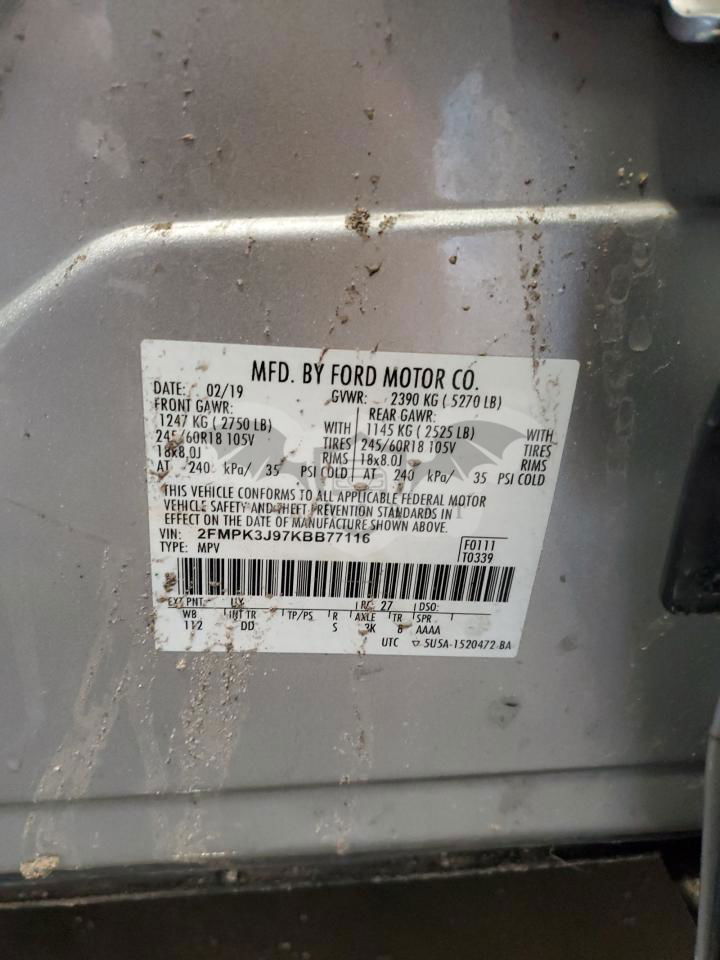 MFD. BY FORD MOTOR CO.
DATE: 02/19 GVWR: 2390 KG ( 5270 LB)
FRONT GAWR: REAR GAWR:
1247 KG ( 2750 LB) WITH 1145 KG ( 2525 LB) WITH
245/60R18 105V TIRES 245/60R18 105V TIRES
18x8.0J RIMS 18x8.0J RIMS
AT 240 kPa/ 35 PSI COLD AT 240 kPa/ 35 PSI COLD
THIS VEHICLE CONFORMS TO ALL APPLICABLE FEDERAL MOTOR
VEHICLE SAFETY AND THEFT PREVENTION STANDARDS IN
EFFECT ON THE DATE OF MANUFACTURE SHOWN ABOVE.
VIN: 2FMPK3J97KBB77116
TYPE: MPV
F0111
T0339
EXT PNT: UX RC: 27 DSO:
WB INT TR TP/PS R AXLE TR SPR
112 DD S 3K 8 AAAA
UTC 5U5A-1520472-BA